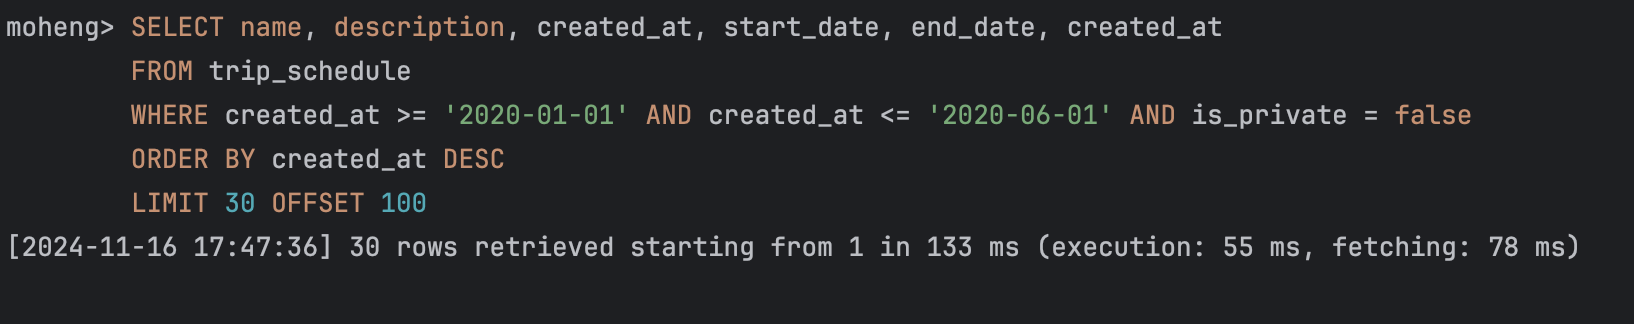 moheng> SELECT name, description, created_at, start_date, end_date, created_at
FROM trip_schedule
WHERE created_at >= '2020-01-01' AND created_at <= '2020-06-01' AND is_private = false
ORDER BY created_at DESC
LIMIT 30 OFFSET 100
[2024-11-16 17:47:36] 30 rows retrieved starting from 1 in 133 ms (execution: 55 ms, fetching: 78 ms)